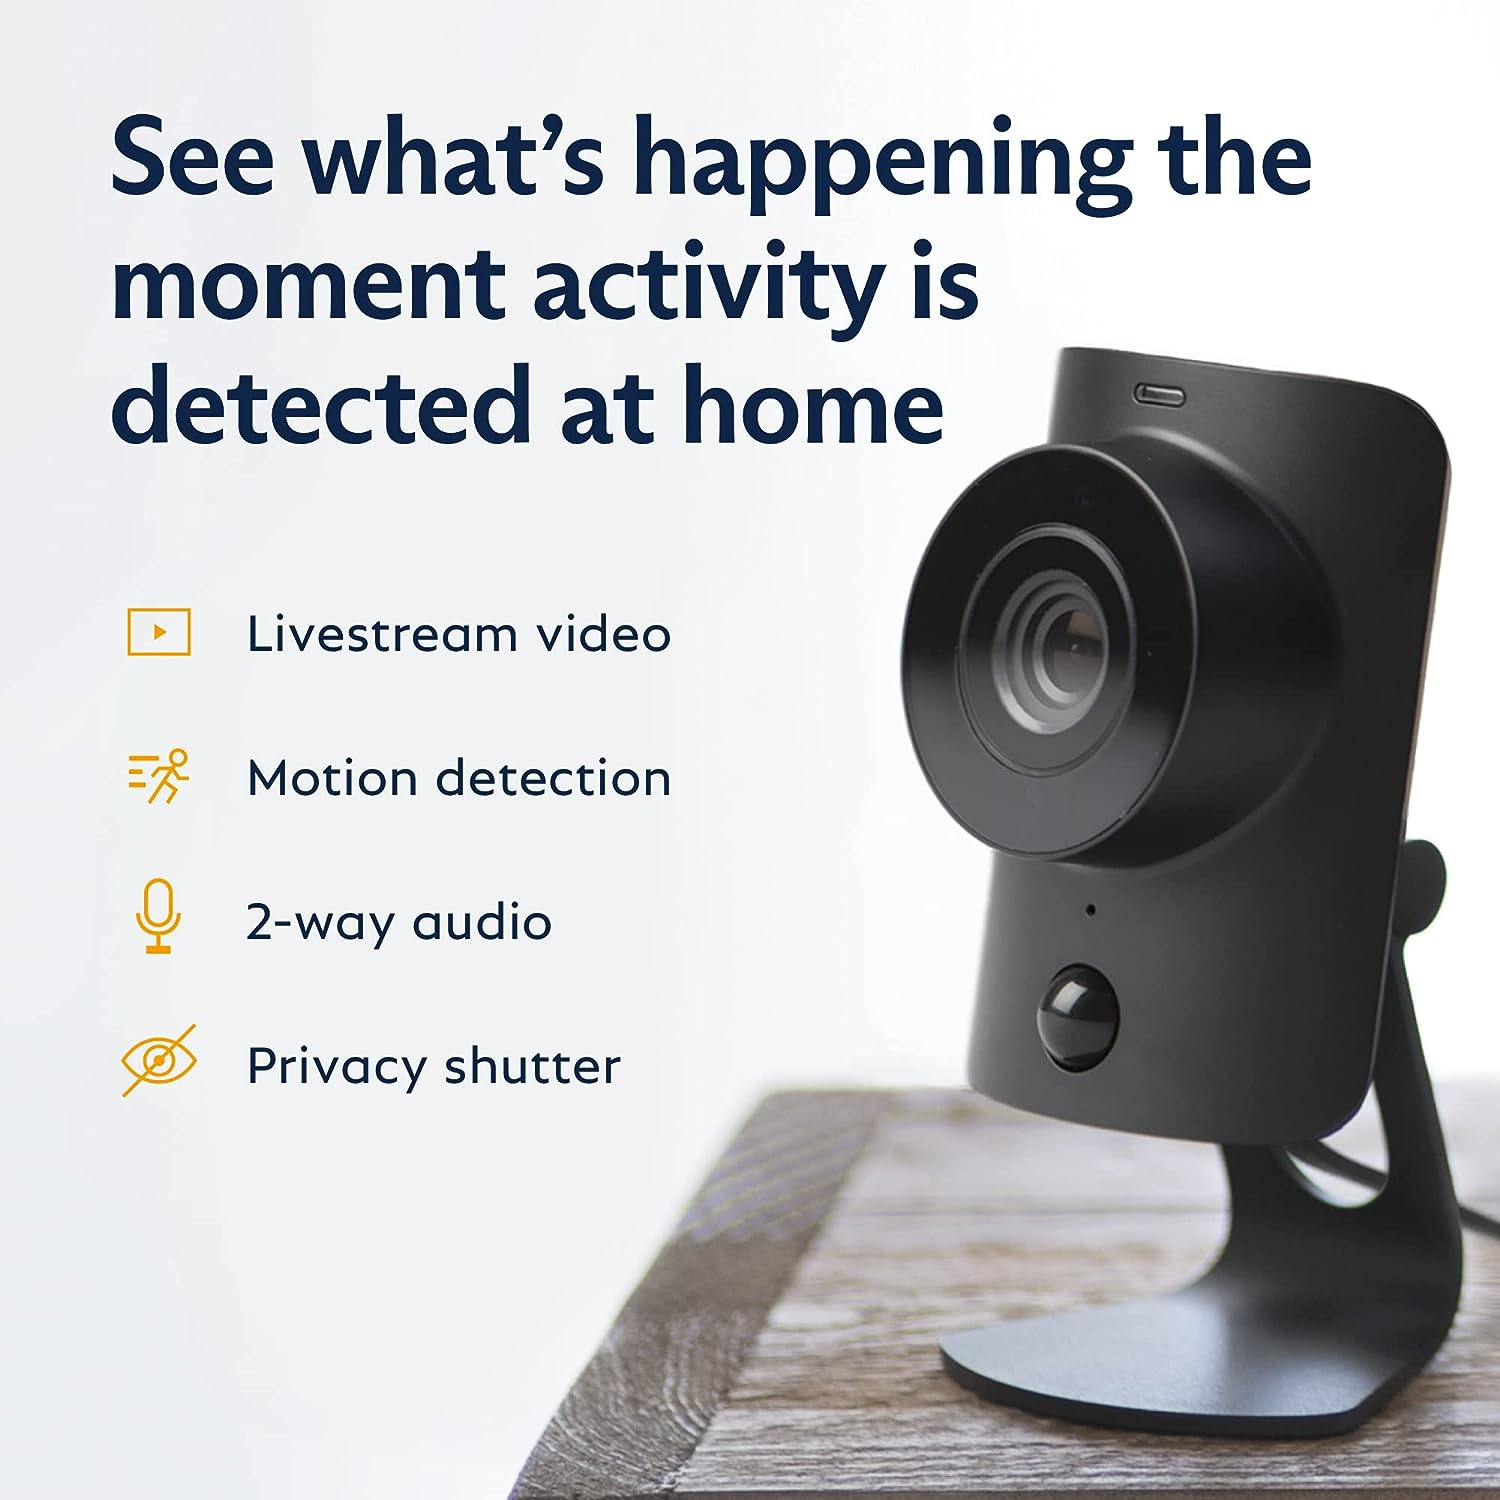 See what’s happening the
moment activity is
detected at home
Livestream video
Motion detection
2-way audio
Privacy shutter